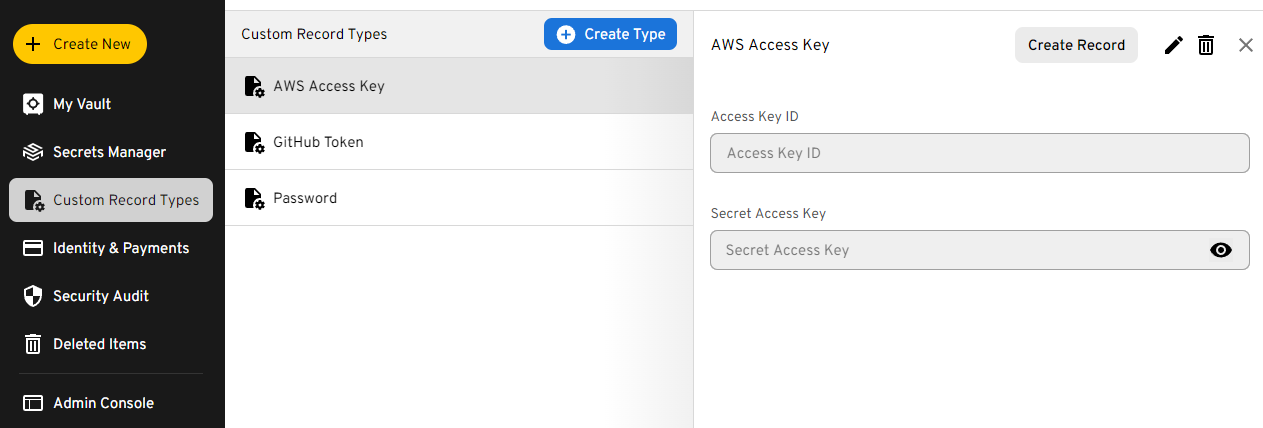 Create New
My Vault
Secrets Manager
Custom Record Types
Identity & Payments
Security Audit
Deleted Items
Admin Console
Custom Record Types
Create Type
AWS Access Key
GitHub Token
Password
AWS Access Key
Create Record
Access Key ID
Access Key ID
Secret Access Key
Secret Access Key